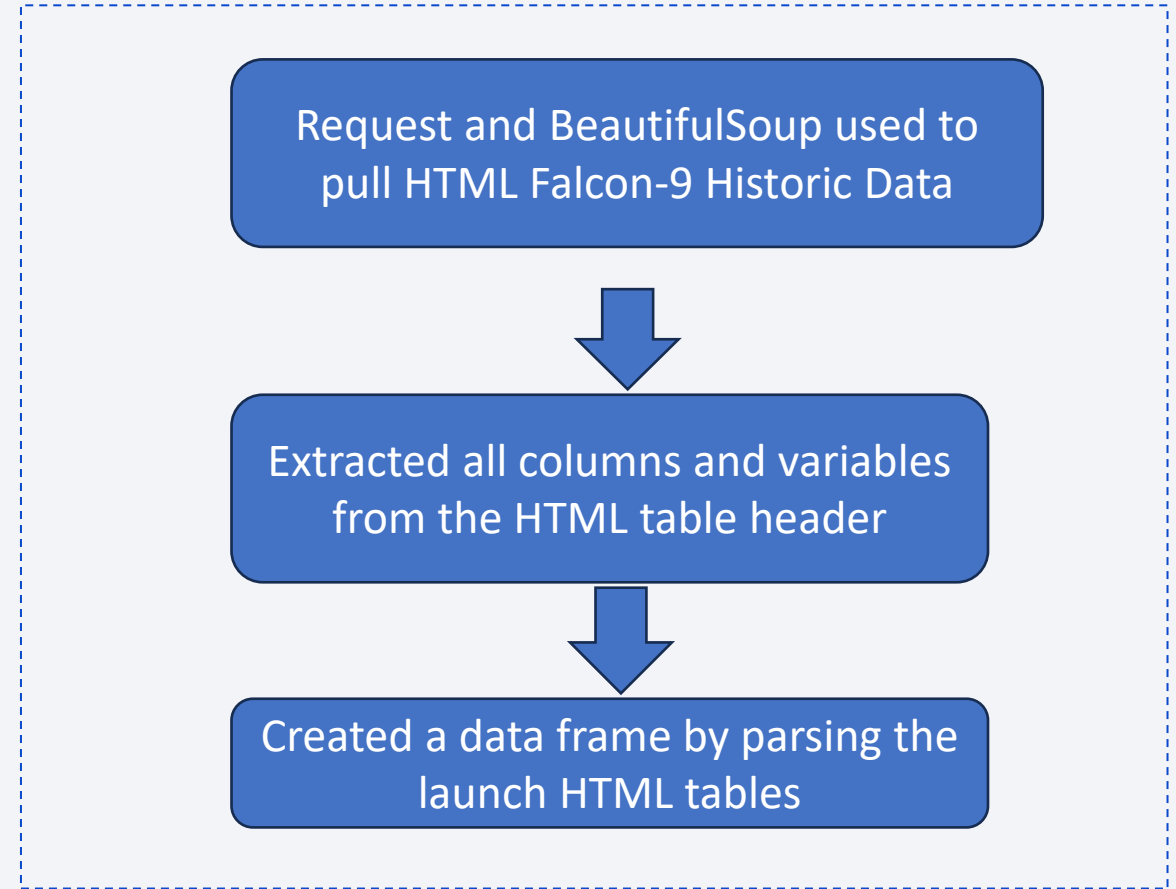 Request and BeautifulSoup used to
pull HTML Falcon-9 Historic Data
Extracted all columns and variables
from the HTML table header
Created a data frame by parsing the
launch HTML tables